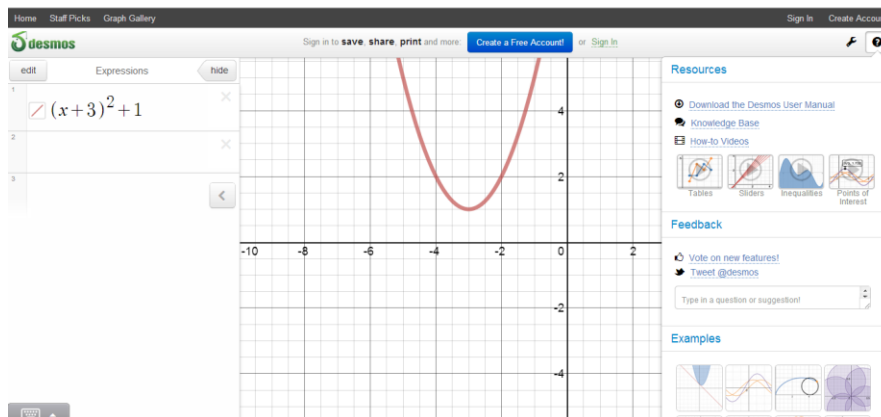 Home Staff Picks Graph Gallery Sign In Create Accou
desmos Sign in to save, share, print and more: Create a Free Account! or Sign In
edit Expressions hide
1
(x+3)²+1
2
3
4
2
-10 -8 -6 -4 -2 0 2
-2
-4
Resources
Download the Desmos User Manual
Knowledge Base
How-to Videos
Tables Sliders Inequalities Points of
Interest
Feedback
Vote on new features!
Tweet @desmos
Type in a question or suggestion!
Examples